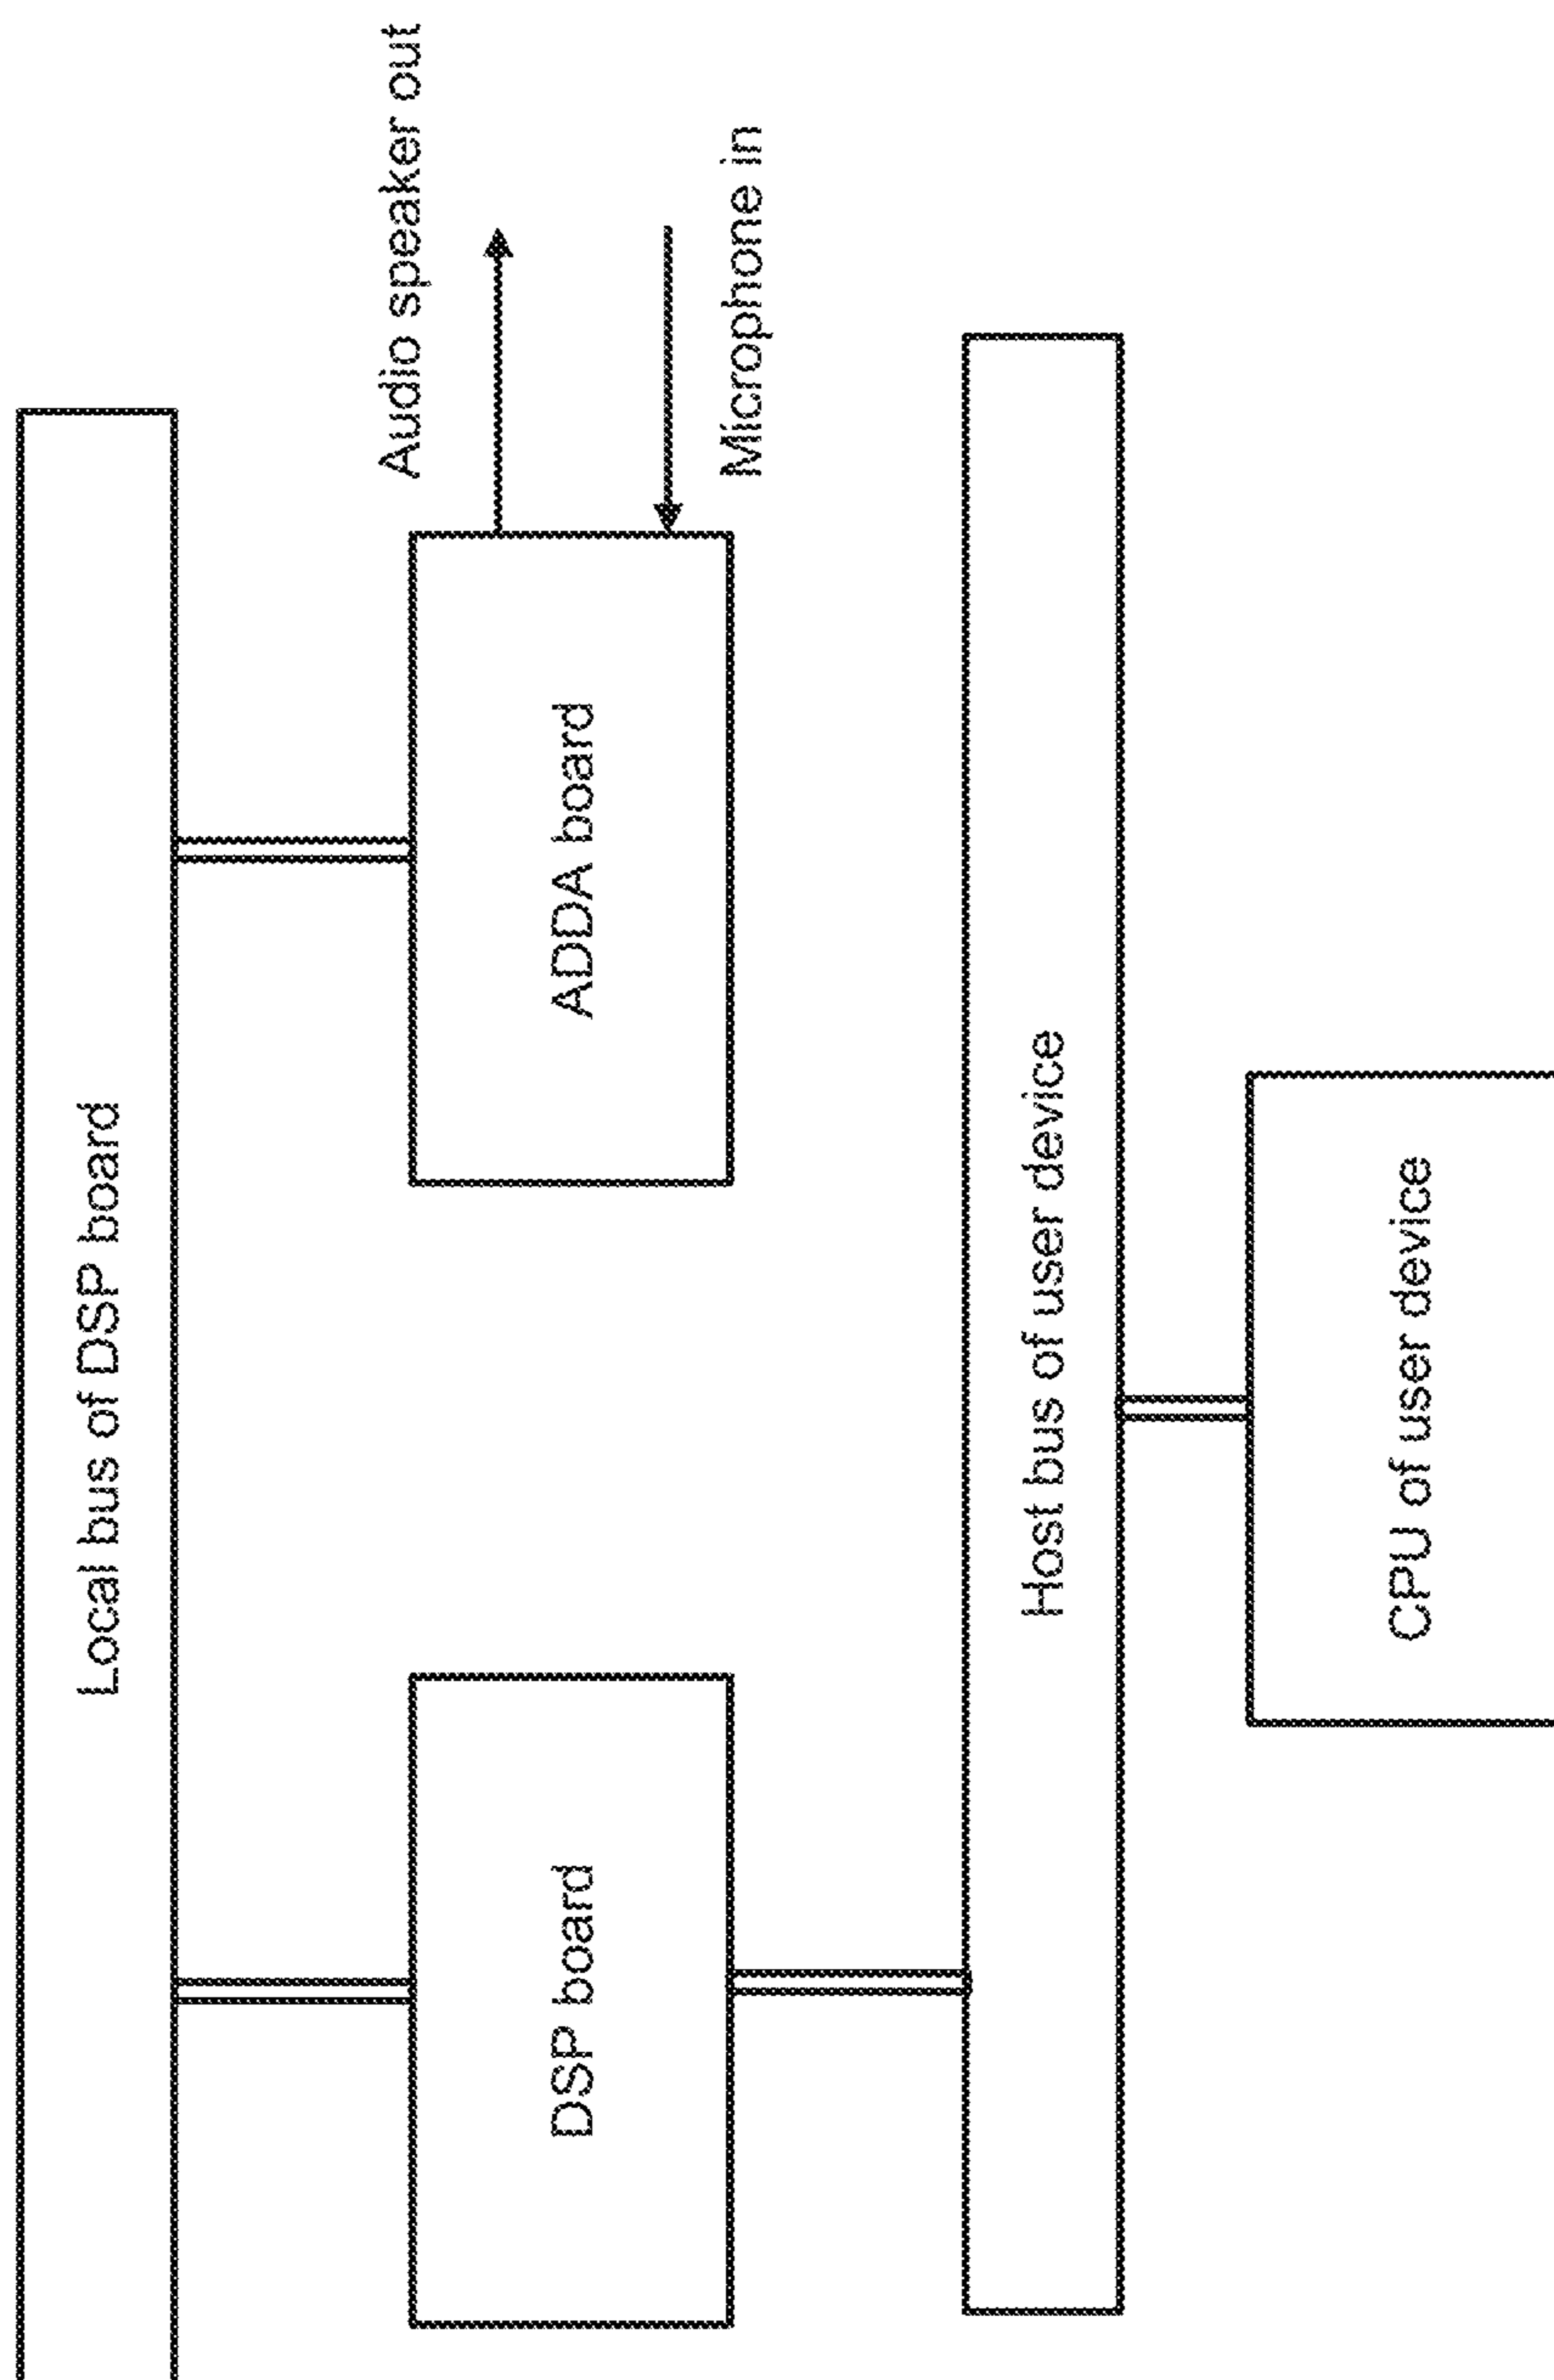 Local bus of DSP board
Audio speaker out
DSP board
ADDA board
Microphone in
Host bus of user device
CPU of user device